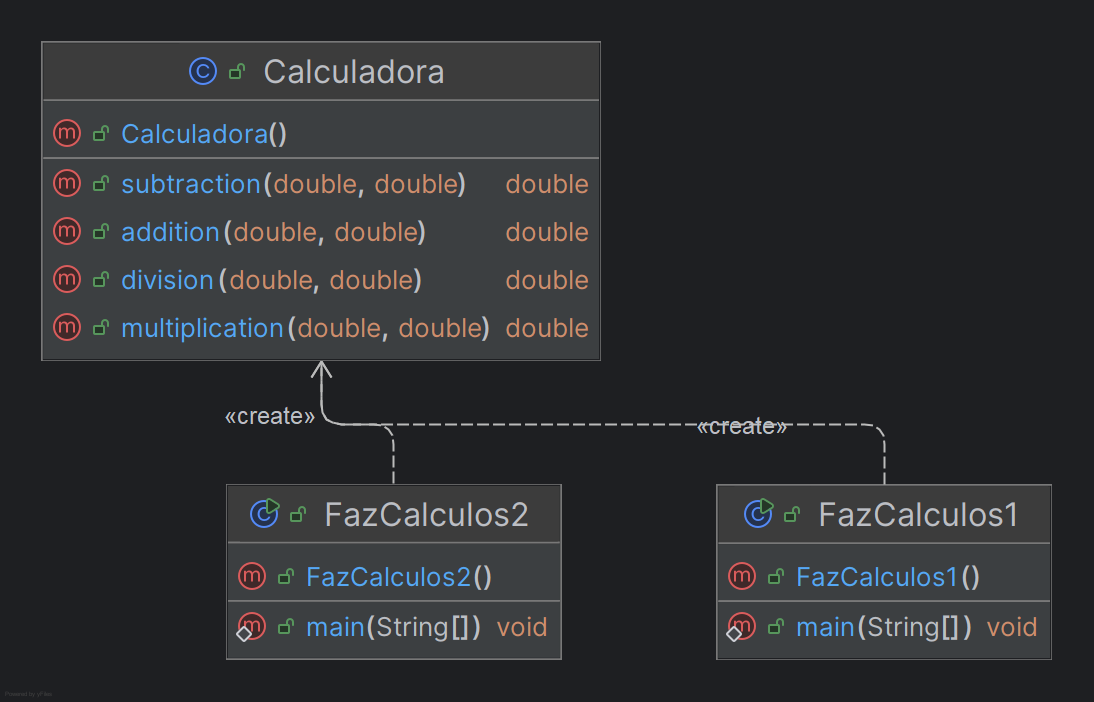 Calculadora
Calculadora()
subtraction(double, double) double
addition(double, double) double
division(double, double) double
multiplication(double, double) double
«create»
«create»
FazCalculos2
FazCalculos2()
main(String[]) void
FazCalculos1
FazCalculos1()
main(String[]) void
Powered by yFiles